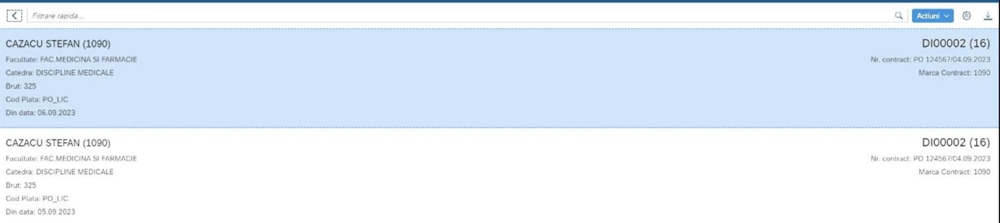 Filtrare rapida...
Actiuni
CAZACU STEFAN (1090)
DI00002 (16)
Facultate: FAC.MEDICINA SI FARMACIE
Nr. contract: PO 124567/04.09.2023
Catedra: DISCIPLINE MEDICALE
Marca Contract: 1090
Brut: 325
Cod Plata: PO_LIC
Din data: 06.09.2023
CAZACU STEFAN (1090)
DI00002 (16)
Facultate: FAC.MEDICINA SI FARMACIE
Nr. contract: PO 124567/04.09.2023
Catedra: DISCIPLINE MEDICALE
Marca Contract: 1090
Brut: 325
Cod Plata: PO_LIC
Din data: 05.09.2023